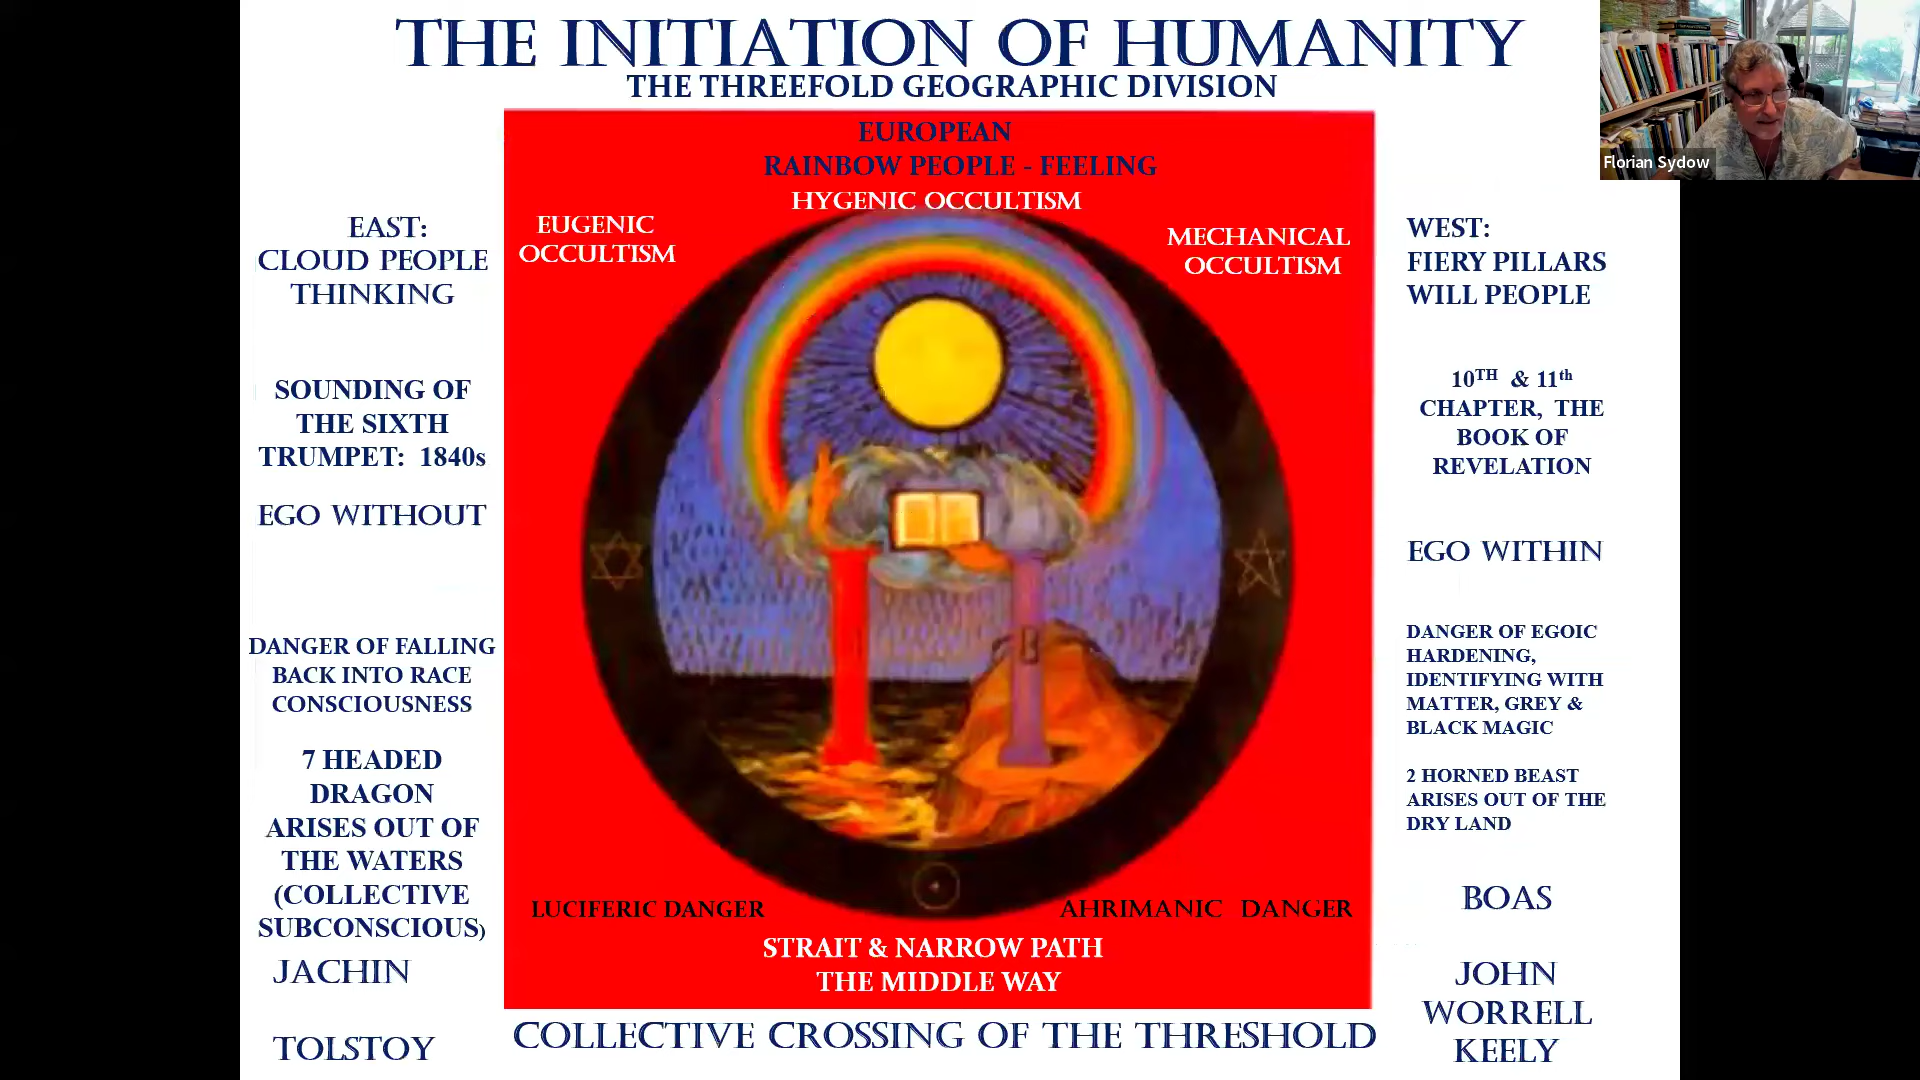 THE INITIATION OF HUMANITY
THE THREEFOLD GEOGRAPHIC DIVISION
EUROPEAN
RAINBOW PEOPLE - FEELING
HYGENIC OCCULTISM
EUGENIC
OCCULTISM
MECHANICAL
OCCULTISM
EAST:
CLOUD PEOPLE
THINKING
SOUNDING OF
THE SIXTH
TRUMPET: 1840s
EGO WITHOUT
DANGER OF FALLING
BACK INTO RACE
CONSCIOUSNESS
7 HEADED
DRAGON
ARISES OUT OF
THE WATERS
(COLLECTIVE
SUBCONSCIOUS)
JACHIN
TOLSTOY
WEST:
FIERY PILLARS
WILL PEOPLE
10TH & 11th
CHAPTER, THE
BOOK OF
REVELATION
EGO WITHIN
DANGER OF EGOIC
HARDENING,
IDENTIFYING WITH
MATTER, GREY &
BLACK MAGIC
2 HORNED BEAST
ARISES OUT OF THE
DRY LAND
BOAS
JOHN
WORRELL
KEELY
LUCIFERIC DANGER
AHRIMANIC DANGER
STRAIT & NARROW PATH
THE MIDDLE WAY
COLLECTIVE CROSSING OF THE THRESHOLD
Florian Sydow